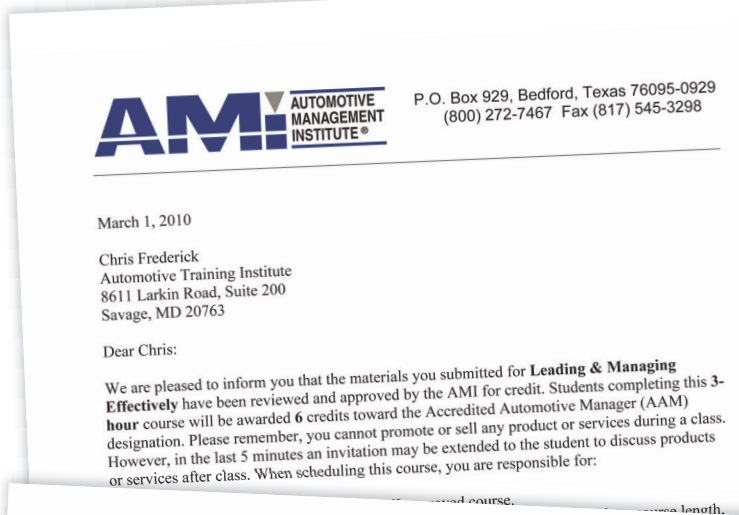 AMi AUTOMOTIVE
MANAGEMENT
INSTITUTE®
P.O. Box 929, Bedford, Texas 76095-0929
(800) 272-7467 Fax (817) 545-3298
March 1, 2010
Chris Frederick
Automotive Training Institute
8611 Larkin Road, Suite 200
Savage, MD 20763
Dear Chris:
We are pleased to inform you that the materials you submitted for Leading & Managing
Effectively have been reviewed and approved by the AMI for credit. Students completing this 3-
hour course will be awarded 6 credits toward the Accredited Automotive Manager (AAM)
designation. Please remember, you cannot promote or sell any product or services during a class.
However, in the last 5 minutes an invitation may be extended to the student to discuss products
or services after class. When scheduling this course, you are responsible for:
course.
length,